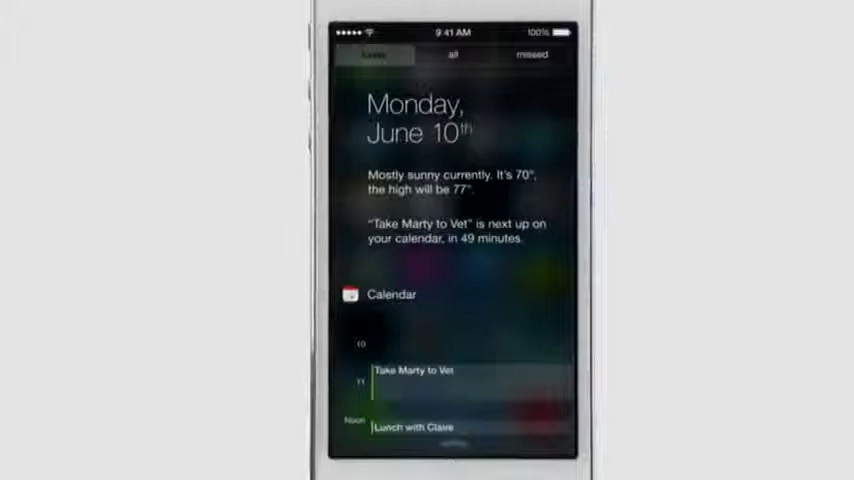 9:41 AM 100%
all missed
Monday,
June 10th
Mostly sunny currently. It's 70°,
the high will be 77°.
“Take Marty to Vet” is next up on
your calendar, in 49 minutes.
Calendar
10
Take Marty to Vet
11
Noon
Lunch with Claire